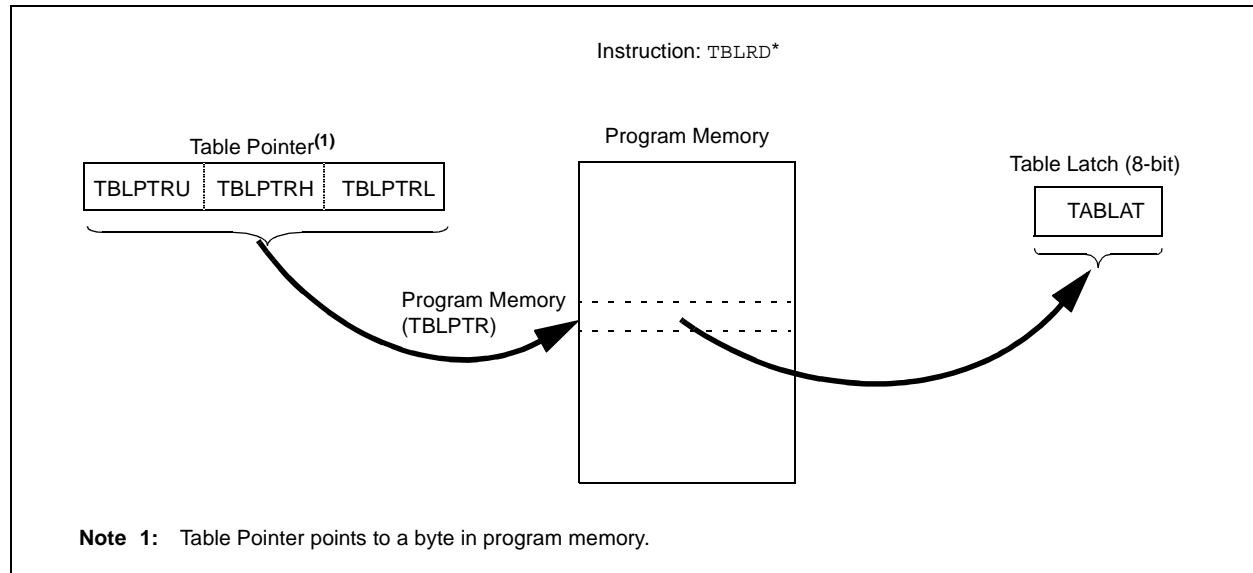 Instruction: TBLRD*
Table Pointer(1)
TBLPTRU TBLPTRH TBLPTRL
Program Memory
Table Latch (8-bit)
TABLAT
Program Memory
(TBLPTR)
Note 1: Table Pointer points to a byte in program memory.